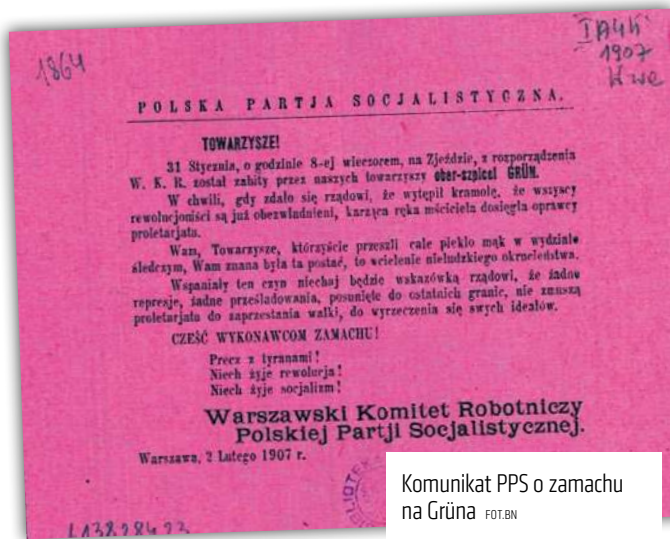 1864
1907
POLSKA PARTJA SOCJALISTYCZNA.
TOWARZYSZE!
31 Stycznia, o godzinie 8-ej wieczorem, na Zjeździe, z rozporządzenia
W. K. R. został zabity przez naszych towarzyszy ober-szpicel GRÜN.
W chwili, gdy zdało się rządowi, że wytępił kramolę, że wszyscy
rewolucjoniści są już obezwładnieni, karząca ręka mściciela dosięgła oprawcy
proletarjata.
Wam, Towarzysze, którzyście przeszli całe piekło mąk w wydziale
śledczym, Wam znana była ta postać, to wcielenie nieludzkiego okrucieństwa.
Wspaniały ten czyn niechaj będzie wskazówką rządowi, że żadne
represje, żadne prześladowania, posunięte do ostatnich granic, nie zmuszą
proletarjatu do zaprzestania walki, do wyrzeczenia się swych ideałów.
CZEŚĆ WYKONAWCOM ZAMACHU!
Precz z tyranami!
Niech żyje rewolucja!
Niech żyje socjalizm!
Warszawski Komitet Robotniczy
Polskiej Partji Socjalistycznej.
Warszawa, 2 Lutego 1907 r.
Komunikat PPS o zamachu
na Grüna FOT.BN